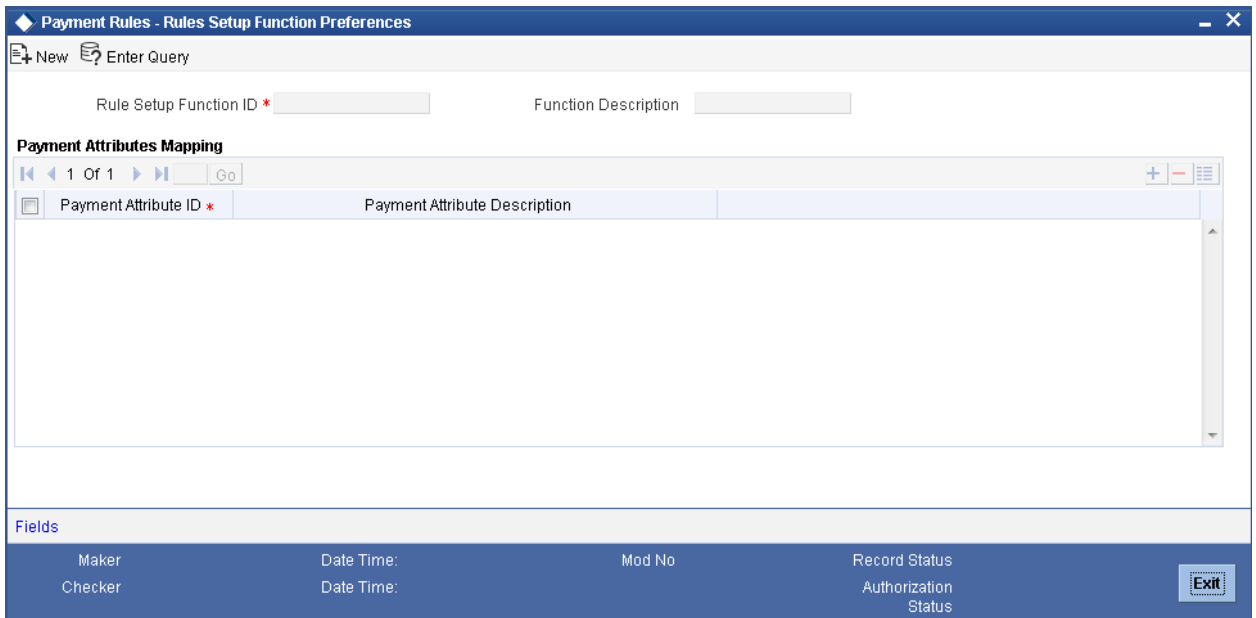 Payment Rules - Rules Setup Function Preferences
New Enter Query
Rule Setup Function ID * Function Description
Payment Attributes Mapping
1 Of 1 Go
Payment Attribute ID * Payment Attribute Description
Fields
Maker Date Time: Mod No Record Status
Checker Date Time: Authorization Status
Exit